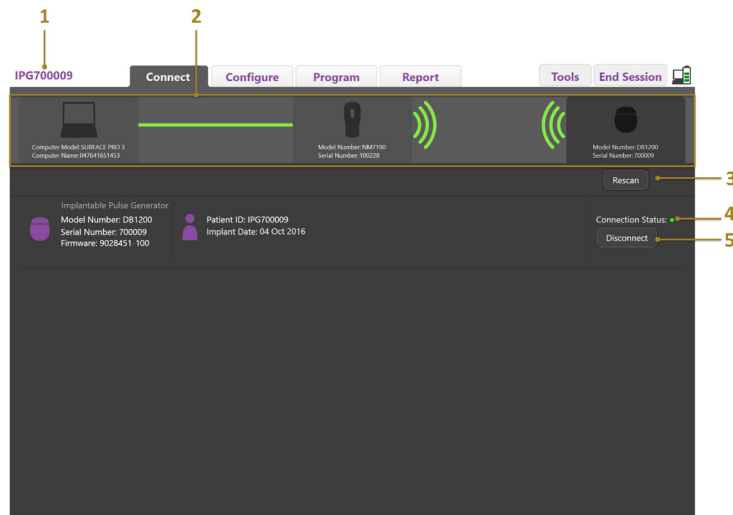 1
2
IPG700009
Connect
Configure
Program
Report
Tools
End Session
Computer Model:SURFACE PRO 3
Computer Name:047641651453
Model Number:NM7190
Serial Number:100228
Model Number:DB1200
Serial Number:700009
Rescan
3
Implantable Pulse Generator
Model Number: DB1200
Serial Number: 700009
Firmware: 9028451-100
Patient ID: IPG700009
Implant Date: 04 Oct 2016
Connection Status:
4
Disconnect
5